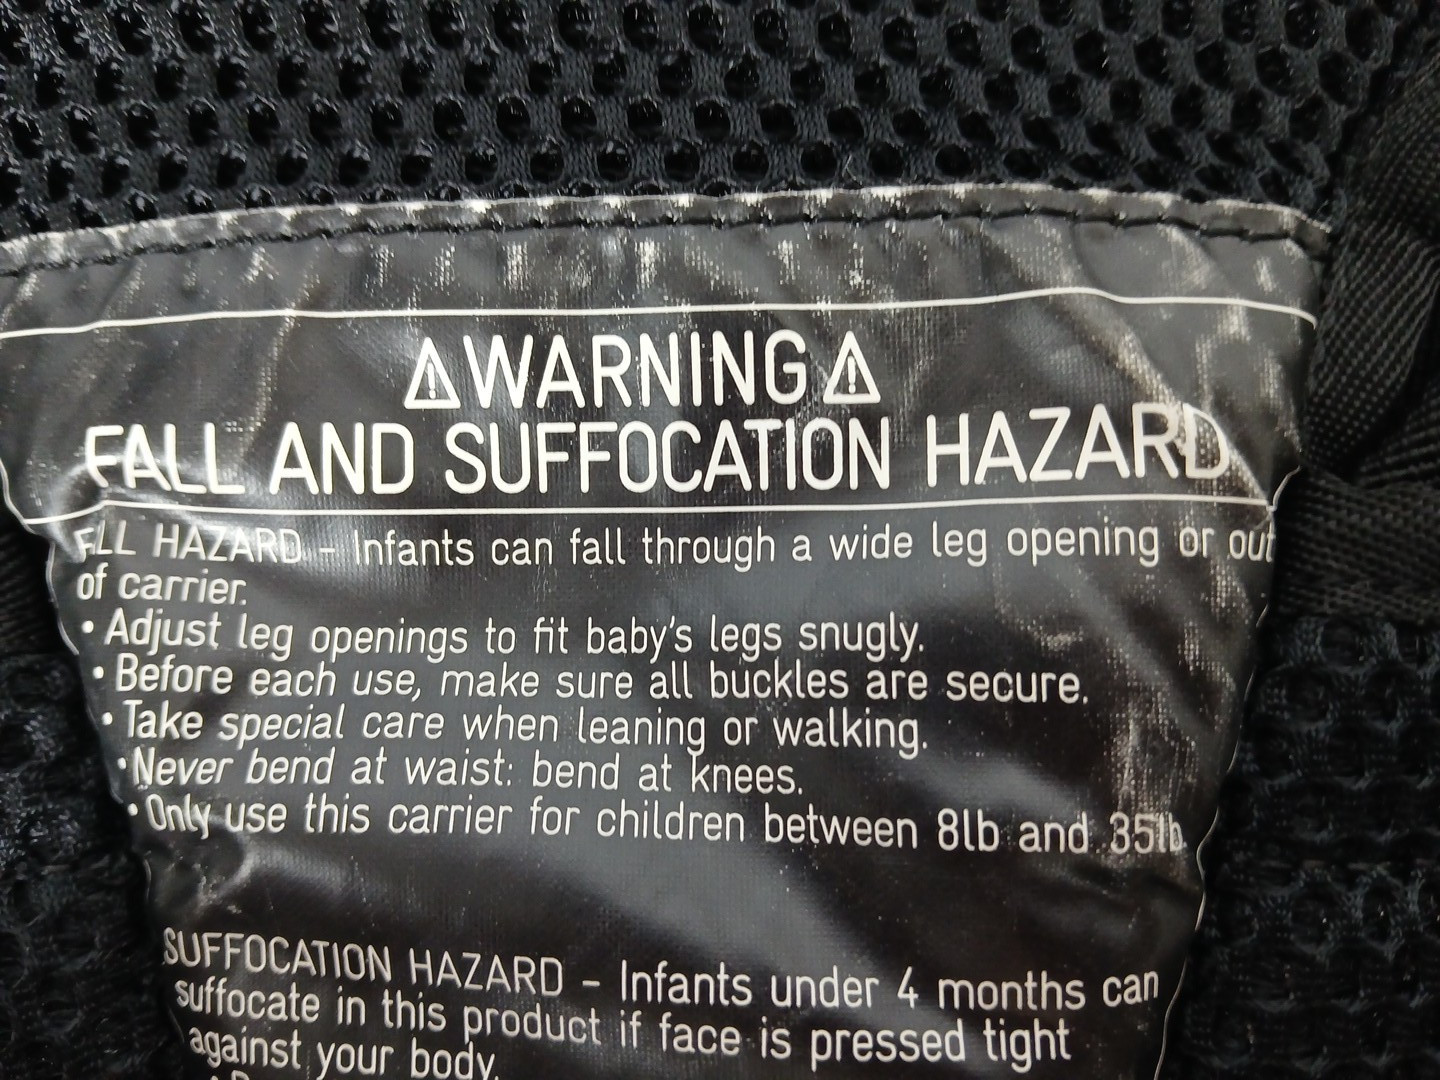 ⚠WARNING⚠
FALL AND SUFFOCATION HAZARD
FLL HAZARD – Infants can fall through a wide leg opening or out
of carrier.
• Adjust leg openings to fit baby's legs snugly.
• Before each use, make sure all buckles are secure.
• Take special care when leaning or walking.
• Never bend at waist: bend at knees.
• Only use this carrier for children between 8lb and 35lb.
SUFFOCATION HAZARD – Infants under 4 months can
suffocate in this product if face is pressed tight
against your body.